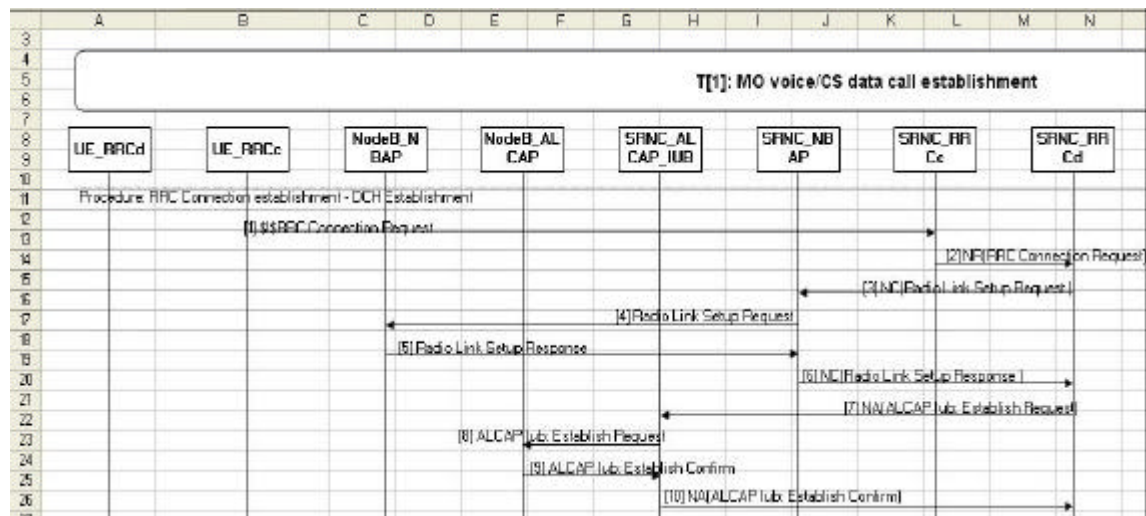 A B C D E F G H I J K L M N
3
4
5
6
7
8
9
10
11
12
13
14
15
16
17
18
19
20
21
22
23
24
25
26
T[1]: MO voice/CS data call establishment
UE_RRCd
UE_RRCc
NodeB_N
BAP
NodeB_AL
CAP
SRNC_AL
CAP_IUB
SRNC_NB
AP
SRNC_RR
Cc
SRNC_RR
Cd
Procedure: RRC Connection establishment - DCH Establishment
[1] $!$RRC Connection Request
[2]NR(RRC Connection Request)
[3] NC(Radio Link Setup Request )
[4] Radio Link Setup Request
[5] Radio Link Setup Response
[6] NC(Radio Link Setup Response )
[7] NA(ALCAP Iub: Establish Request)
[8] ALCAP Iub: Establish Request
[9] ALCAP Iub: Establish Confirm
[10] NA(ALCAP Iub: Establish Confirm)